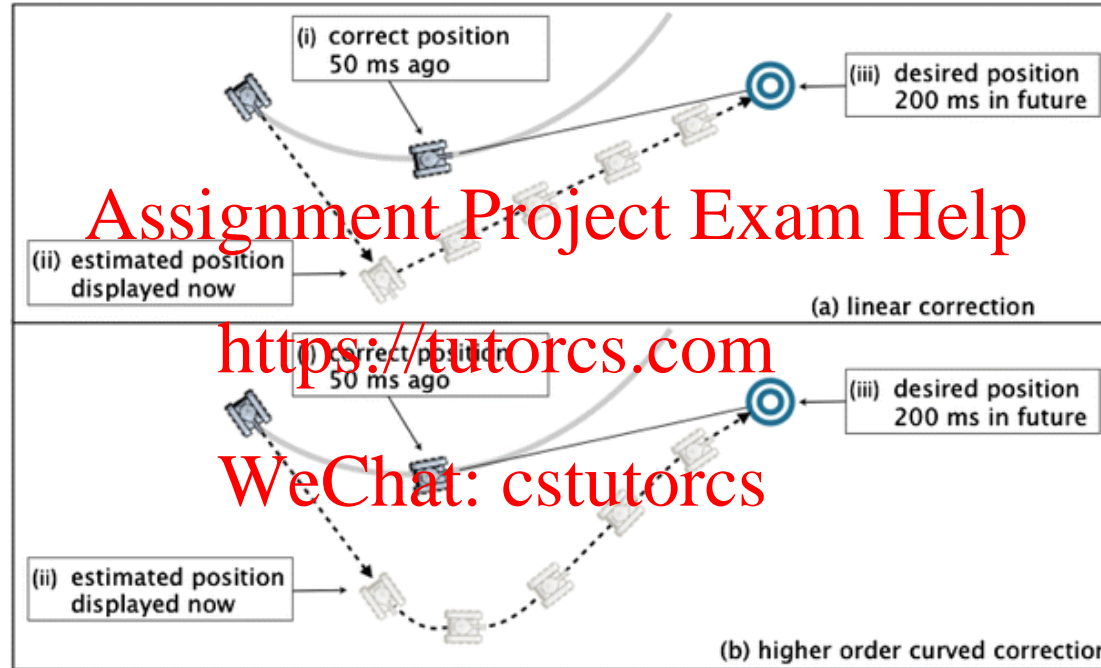 (i) correct position
50 ms ago
(iii) desired position
200 ms in future
Assignment Project Exam Help
(ii) estimated position
displayed now
(a) linear correction
https://tutorcs.com
(i) correct position
50 ms ago
(iii) desired position
200 ms in future
WeChat: cstutorcs
(ii) estimated position
displayed now
(b) higher order curved correction